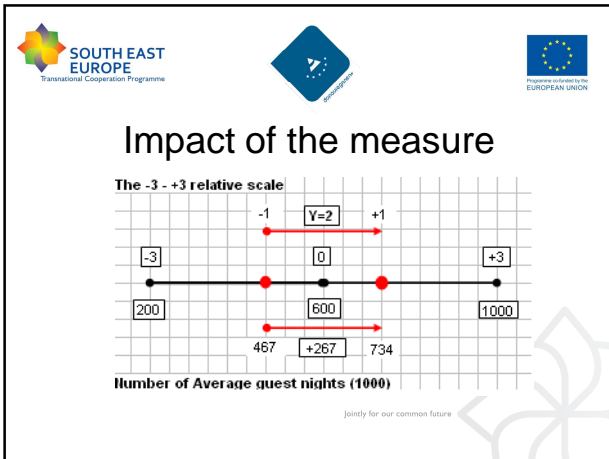 SOUTH EAST
EUROPE
Transnational Cooperation Programme
donauregionen+
Programme co-funded by the
EUROPEAN UNION
Impact of the measure
The -3 - +3 relative scale
-1 Y=2 +1
-3 0 +3
200 600 1000
467 +267 734
Number of Average guest nights (1000)
Jointly for our common future